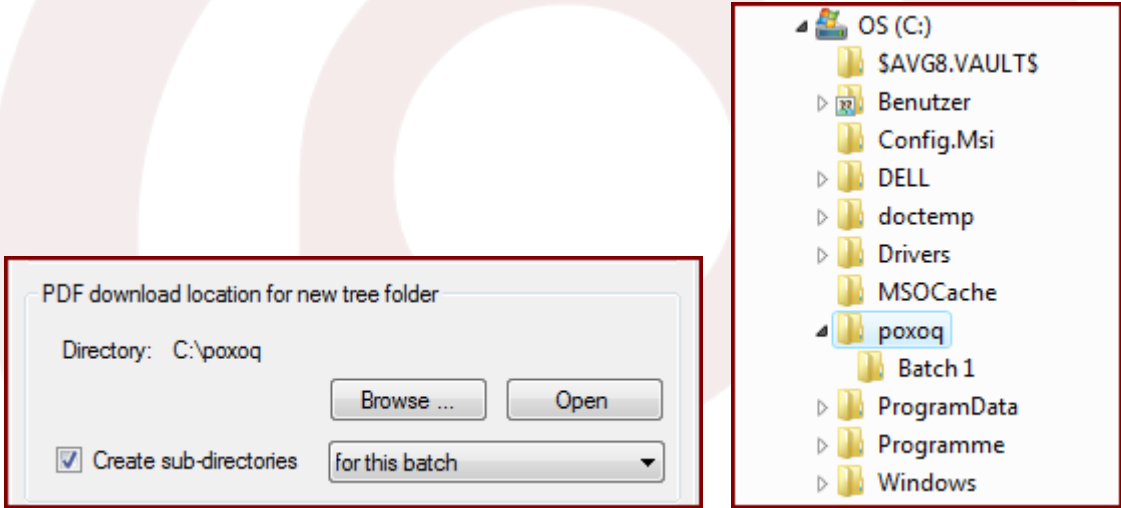 PDF download location for new tree folder
Directory: C:\poxoq
Browse ...
Open
Create sub-directories
for this batch
OS (C:)
$AVG8.VAULT$
Benutzer
Config.Msi
DELL
doctemp
Drivers
MSOCache
poxoq
Batch 1
ProgramData
Programme
Windows